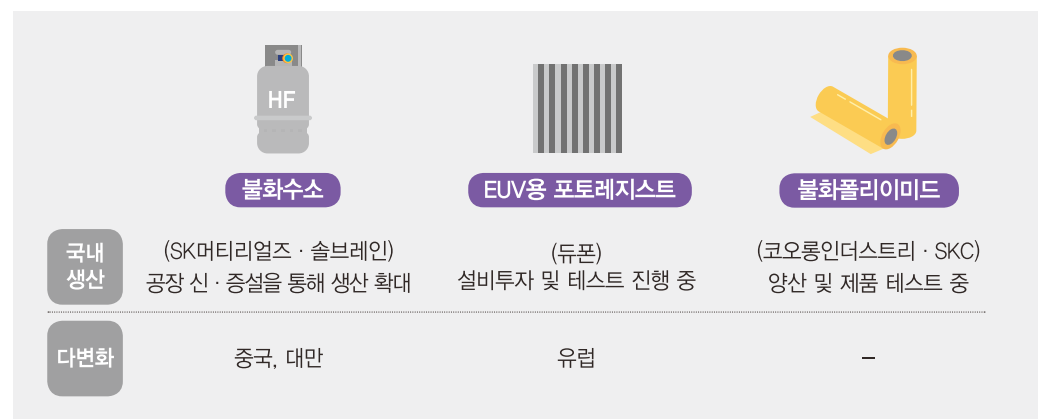 HF
불화수소
EUV용 포토레지스트
불화폴리이미드
국내
생산
(SK머티리얼즈 · 솔브레인)
공장 신 · 증설을 통해 생산 확대
(듀폰)
설비투자 및 테스트 진행 중
(코오롱인더스트리 · SKC)
양산 및 제품 테스트 중
다변화
중국, 대만
유럽
–